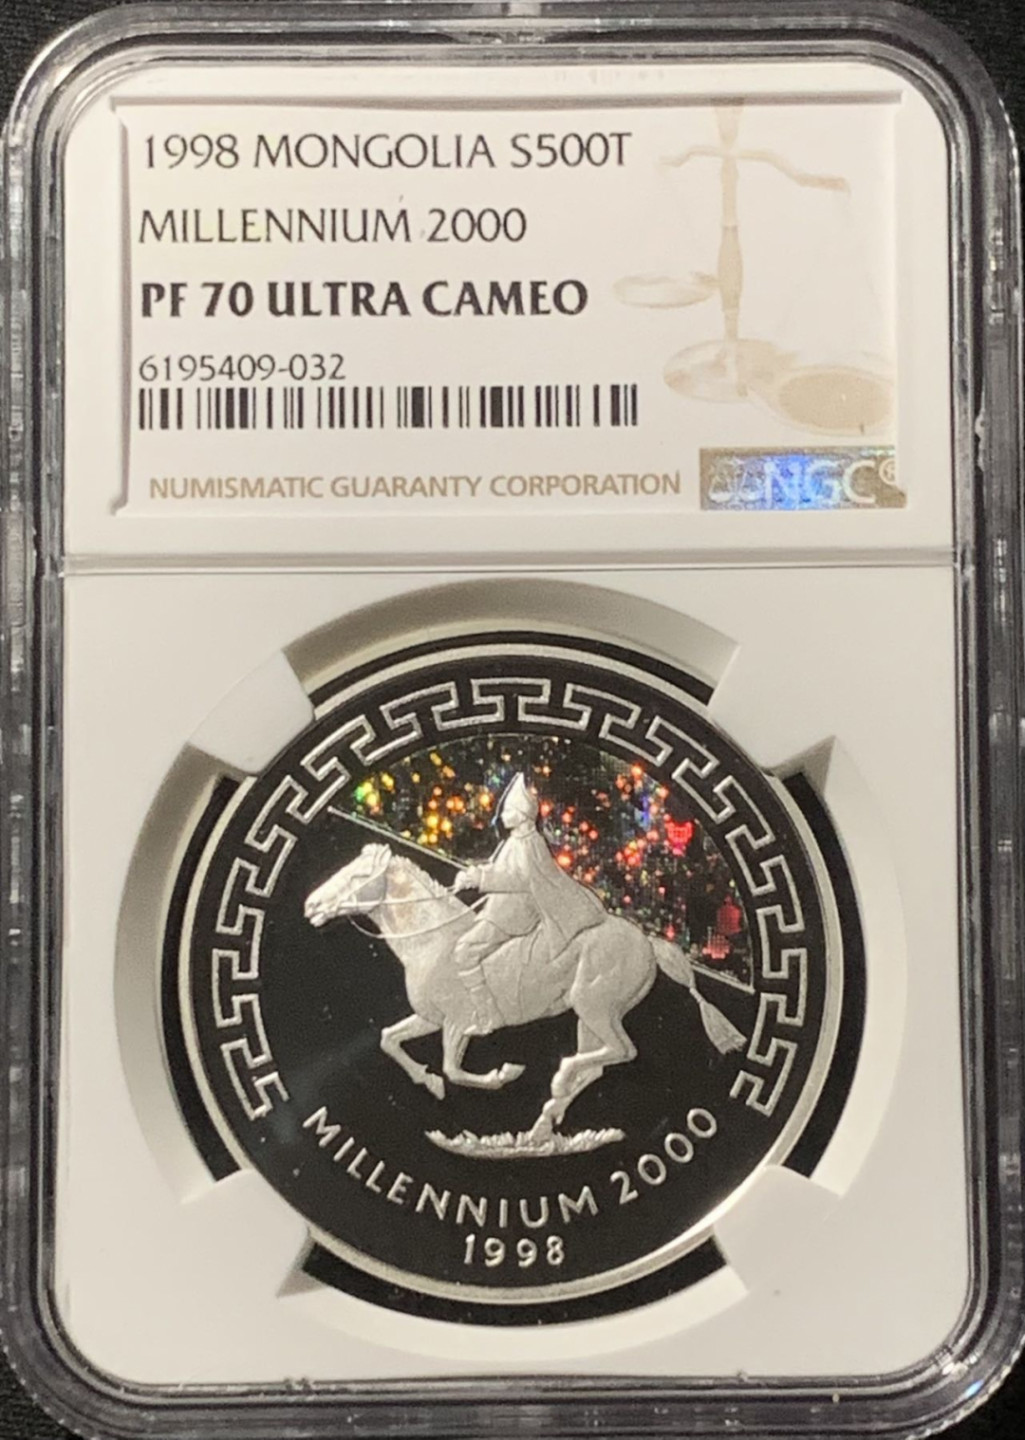 1998 MONGOLIA S500T
MILLENNIUM 2000
PF 70 ULTRA CAMEO
6195409-032
NUMISMATIC GUARANTY CORPORATION
NGC
MILLENNIUM 2000
1998